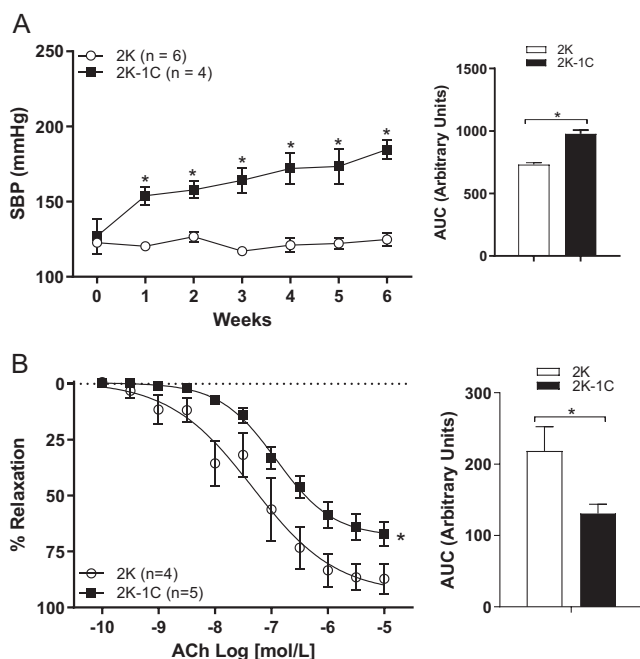 A
2K (n = 6)
2K-1C (n = 4)
SBP (mmHg)
200
150
100
* * * * * *
0 1 2 3 4 5 6
Weeks
2K
2K-1C
AUC (Arbitrary Units)
1500
1000
500
0
*
B
% Relaxation
0
25
50
75
100
2K (n=4)
2K-1C (n=5)
*
-10 -9 -8 -7 -6 -5
ACh Log [mol/L]
2K
2K-1C
AUC (Arbitrary Units)
300
200
100
0
*